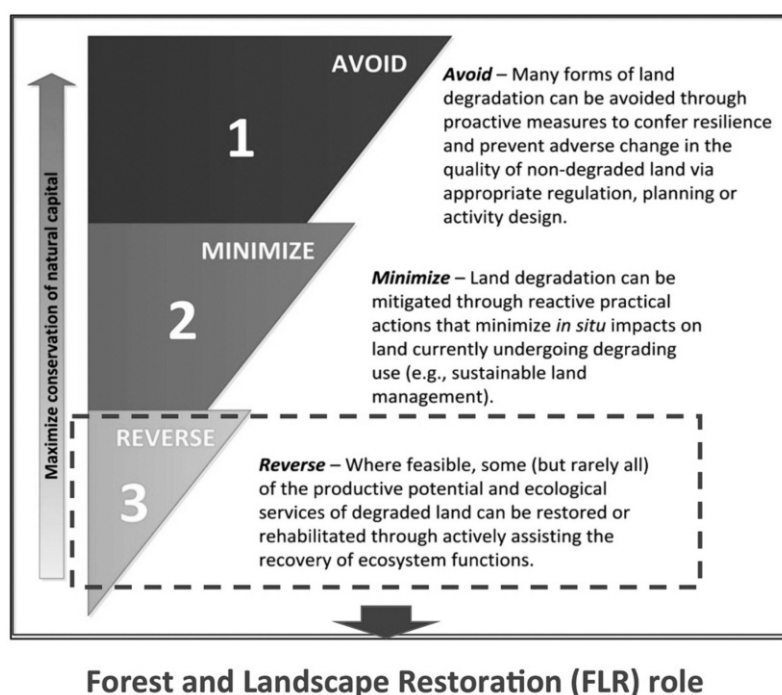 Maximize conservation of natural capital
AVOID
1
Avoid – Many forms of land
degradation can be avoided through
proactive measures to confer resilience
and prevent adverse change in the
quality of non-degraded land via
appropriate regulation, planning or
activity design.
MINIMIZE
2
Minimize – Land degradation can be
mitigated through reactive practical
actions that minimize in situ impacts on
land currently undergoing degrading
use (e.g., sustainable land
management).
REVERSE
3
Reverse – Where feasible, some (but rarely all)
of the productive potential and ecological
services of degraded land can be restored or
rehabilitated through actively assisting the
recovery of ecosystem functions.
Forest and Landscape Restoration (FLR) role